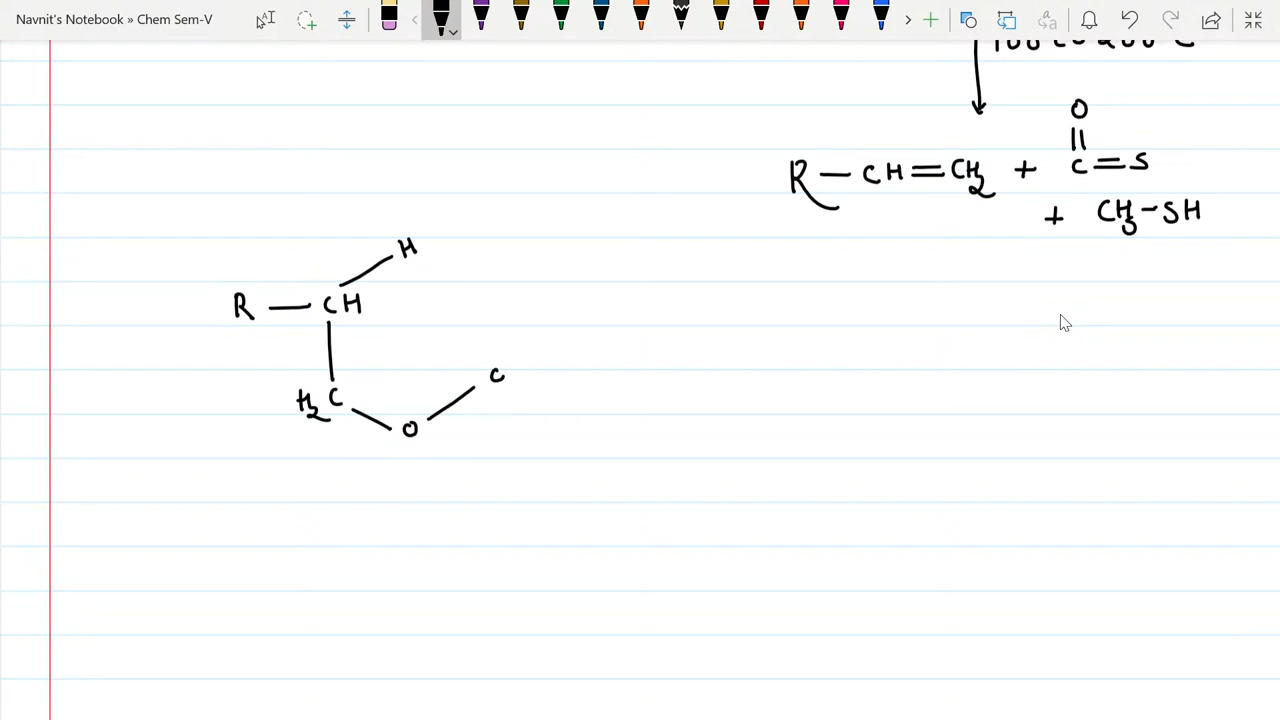 Navnit's Notebook » Chem Sem-V
O
||
R — CH = CH2 + C = S
+ CH3 - SH
H
R — CH
C
H2C
O